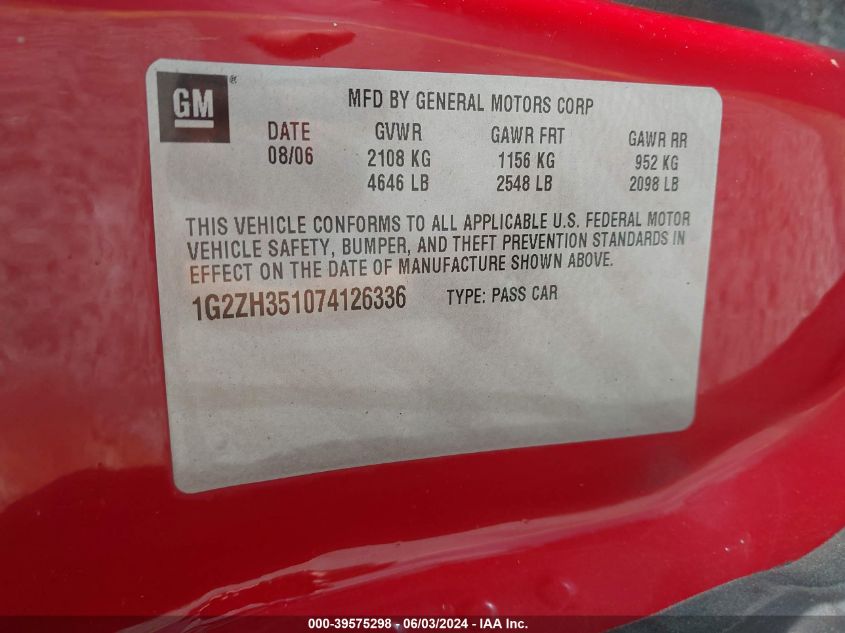 GM ®
MFD BY GENERAL MOTORS CORP
DATE GVWR GAWR FRT GAWR RR
08/06 2108 KG 1156 KG 952 KG
4646 LB 2548 LB 2098 LB
THIS VEHICLE CONFORMS TO ALL APPLICABLE U.S. FEDERAL MOTOR
VEHICLE SAFETY, BUMPER, AND THEFT PREVENTION STANDARDS IN
EFFECT ON THE DATE OF MANUFACTURE SHOWN ABOVE.
1G2ZH351074126336 TYPE: PASS CAR
000-39575298 - 06/03/2024 - IAA Inc.